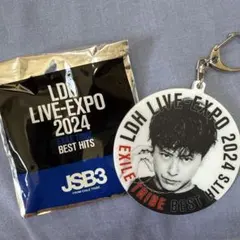 LDH
LIVE-EXPO
2024
BEST HITS
JSB3
LDH LIVE-EXPO 2024
EXILE TRIBE BEST HITS